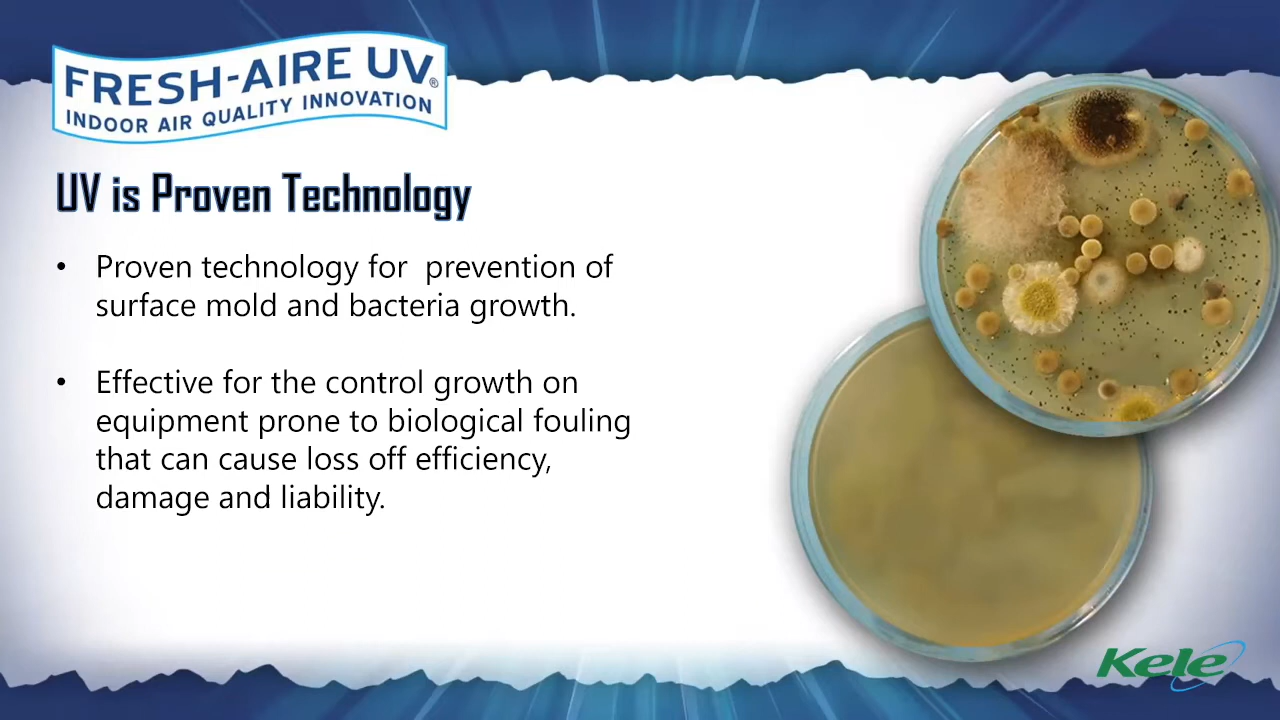 FRESH-AIRE UV®
INDOOR AIR QUALITY INNOVATION
UV is Proven Technology
• Proven technology for  prevention of
surface mold and bacteria growth.
• Effective for the control growth on
equipment prone to biological fouling
that can cause loss off efficiency,
damage and liability.
Kele